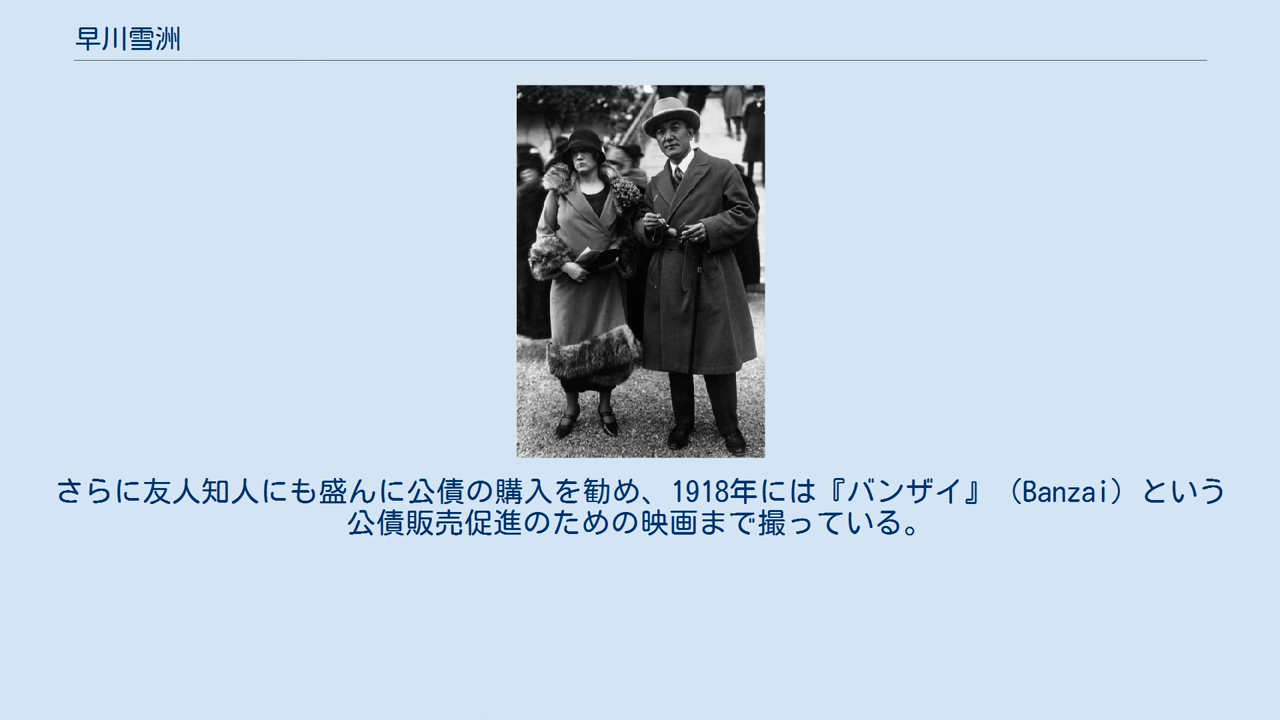 早川雪洲
さらに友人知人にも盛んに公債の購入を勧め、1918年には『バンザイ』（Banzai）という
公債販売促進のための映画まで撮っている。